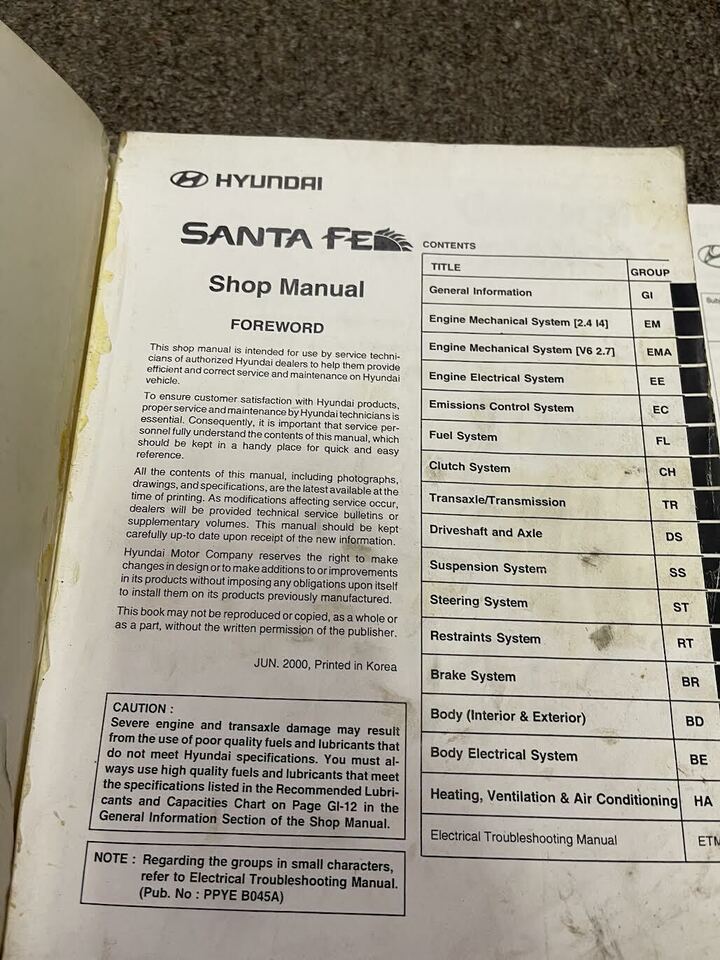 HYUNDAI
SANTA FE
Shop Manual
FOREWORD
This shop manual is intended for use by service techni-
cians of authorized Hyundai dealers to help them provide
efficient and correct service and maintenance on Hyundai
vehicle.
To ensure customer satisfaction with Hyundai products,
proper service and maintenance by Hyundai technicians is
essential. Consequently, it is important that service per-
sonnel fully understand the contents of this manual, which
should be kept in a handy place for quick and easy
reference.
All the contents of this manual, including photographs,
drawings, and specifications, are the latest available at the
time of printing. As modifications affecting service occur,
dealers will be provided technical service bulletins or
supplementary volumes. This manual should be kept
carefully up-to date upon receipt of the new information.
Hyundai Motor Company reserves the right to make
changes in design or to make additions to or improvements
in its products without imposing any obligations upon itself
to install them on its products previously manufactured.
This book may not be reproduced or copied, as a whole or
as a part, without the written permission of the publisher.
JUN. 2000, Printed in Korea
CAUTION :
Severe engine and transaxle damage may result
from the use of poor quality fuels and lubricants that
do not meet Hyundai specifications. You must al-
ways use high quality fuels and lubricants that meet
the specifications listed in the Recommended Lubri-
cants and Capacities Chart on Page GI-12 in the
General Information Section of the Shop Manual.
NOTE : Regarding the groups in small characters,
refer to Electrical Troubleshooting Manual.
(Pub. No : PPYE B045A)
CONTENTS
TITLE GROUP
General Information GI
Engine Mechanical System [2.4 I4] EM
Engine Mechanical System [V6 2.7] EMA
Engine Electrical System EE
Emissions Control System EC
Fuel System FL
Clutch System CH
Transaxle/Transmission TR
Driveshaft and Axle DS
Suspension System SS
Steering System ST
Restraints System RT
Brake System BR
Body (Interior & Exterior) BD
Body Electrical System BE
Heating, Ventilation & Air Conditioning HA
Electrical Troubleshooting Manual ETM